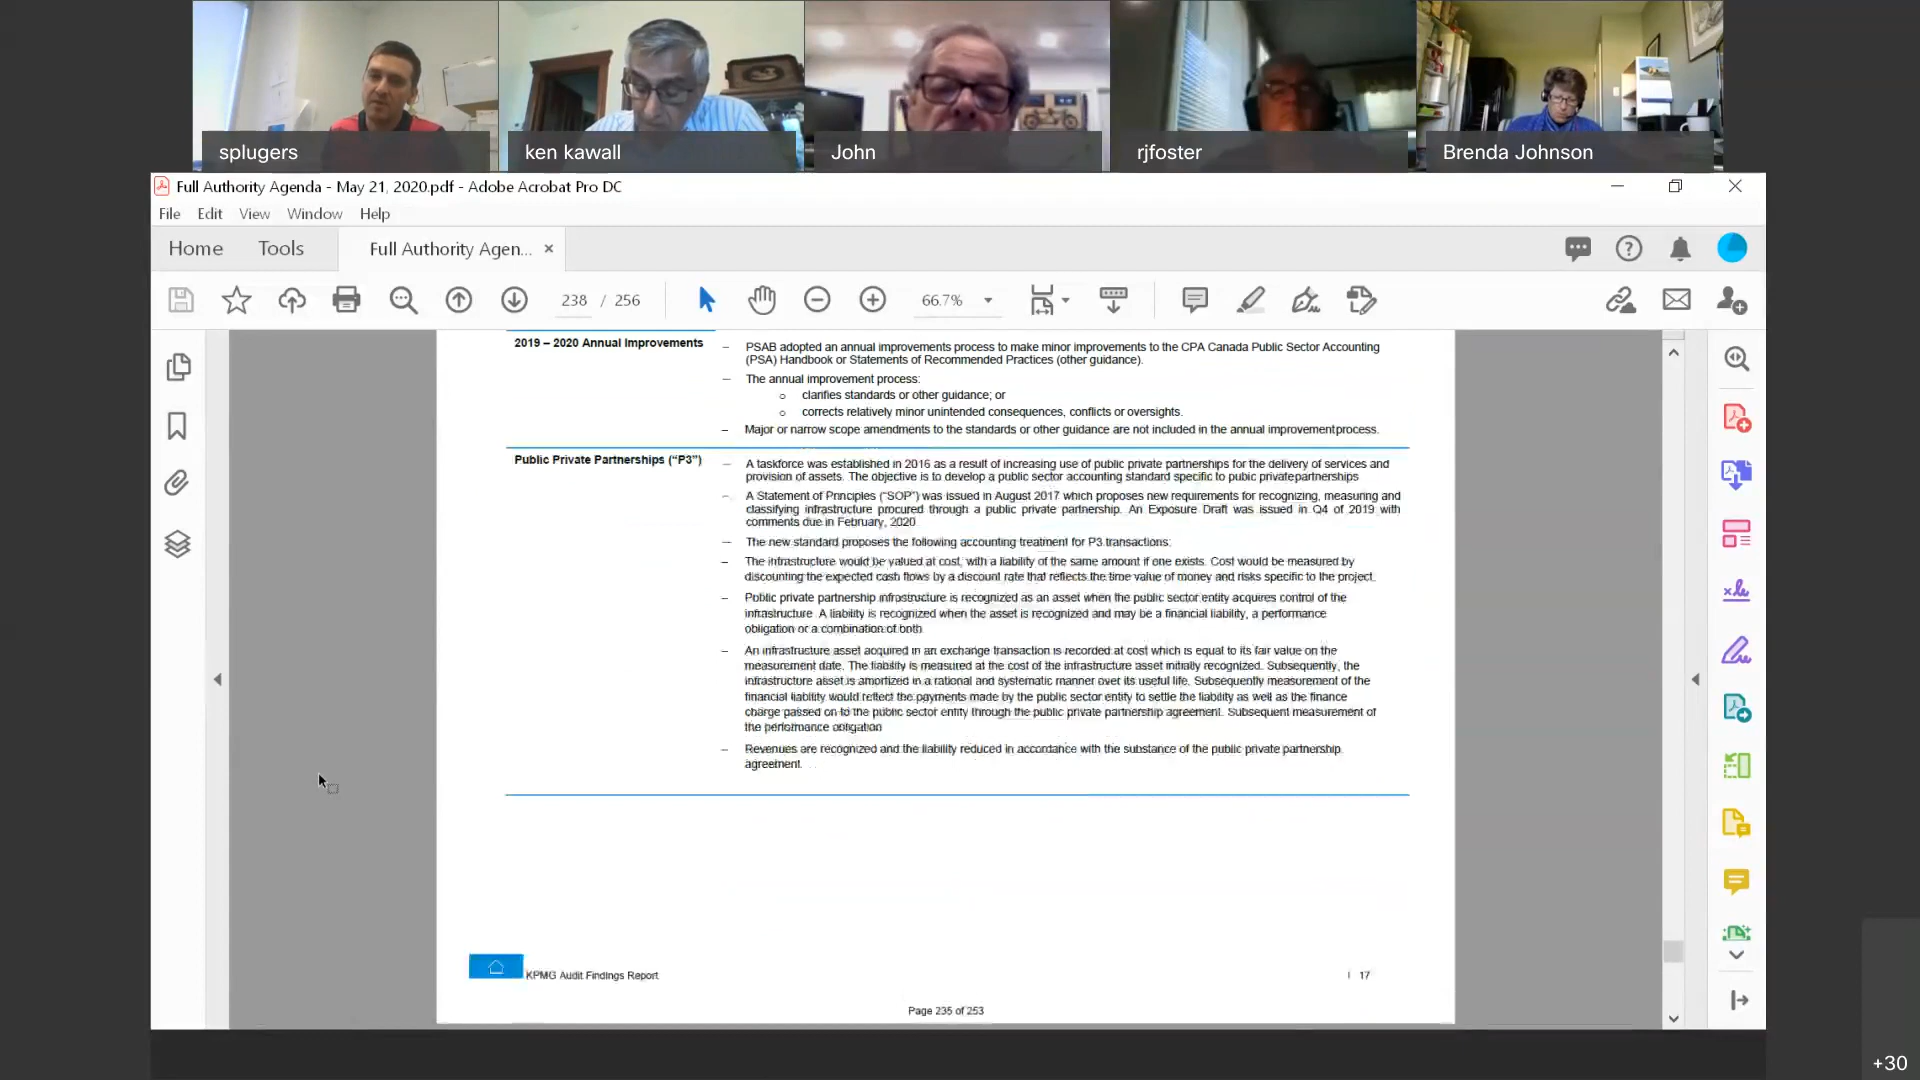 splugers
ken kawall
John
rjfoster
Brenda Johnson
Full Authority Agenda - May 21, 2020.pdf - Adobe Acrobat Pro DC
File Edit View Window Help
Home Tools Full Authority Agen... ×
238 / 256 66.7%
2019 – 2020 Annual Improvements
– PSAB adopted an annual improvements process to make minor improvements to the CPA Canada Public Sector Accounting
(PSA) Handbook or Statements of Recommended Practices (other guidance).
– The annual improvement process:
o clarifies standards or other guidance; or
o corrects relatively minor unintended consequences, conflicts or oversights.
– Major or narrow scope amendments to the standards or other guidance are not included in the annual improvement process.
Public Private Partnerships (“P3”)
– A taskforce was established in 2016 as a result of increasing use of public private partnerships for the delivery of services and
provision of assets. The objective is to develop a public sector accounting standard specific to pubic private partnerships
– A Statement of Principles (“SOP”) was issued in August 2017 which proposes new requirements for recognizing, measuring and
classifying infrastructure procured through a public private partnership. An Exposure Draft was issued in Q4 of 2019 with
comments due in February, 2020
– The new standard proposes the following accounting treatment for P3 transactions:
– The infrastructure would be valued at cost, with a liability of the same amount if one exists. Cost would be measured by
discounting the expected cash flows by a discount rate that reflects the time value of money and risks specific to the project.
– Public private partnership infrastructure is recognized as an asset when the public sector entity acquires control of the
infrastructure. A liability is recognized when the asset is recognized and may be a financial liability, a performance
obligation or a combination of both
– An infrastructure asset acquired in an exchange transaction is recorded at cost which is equal to its fair value on the
measurement date. The liability is measured at the cost of the infrastructure asset initially recognized. Subsequently, the
infrastructure asset is amortized in a rational and systematic manner over its useful life. Subsequently measurement of the
financial liability would reflect the payments made by the public sector entity to settle the liability as well as the finance
charge passed on to the public sector entity through the public private partnership agreement. Subsequent measurement of
the performance obligation
– Revenues are recognized and the liability reduced in accordance with the substance of the public private partnership
agreement.
KPMG Audit Findings Report | 17
Page 235 of 253
+30